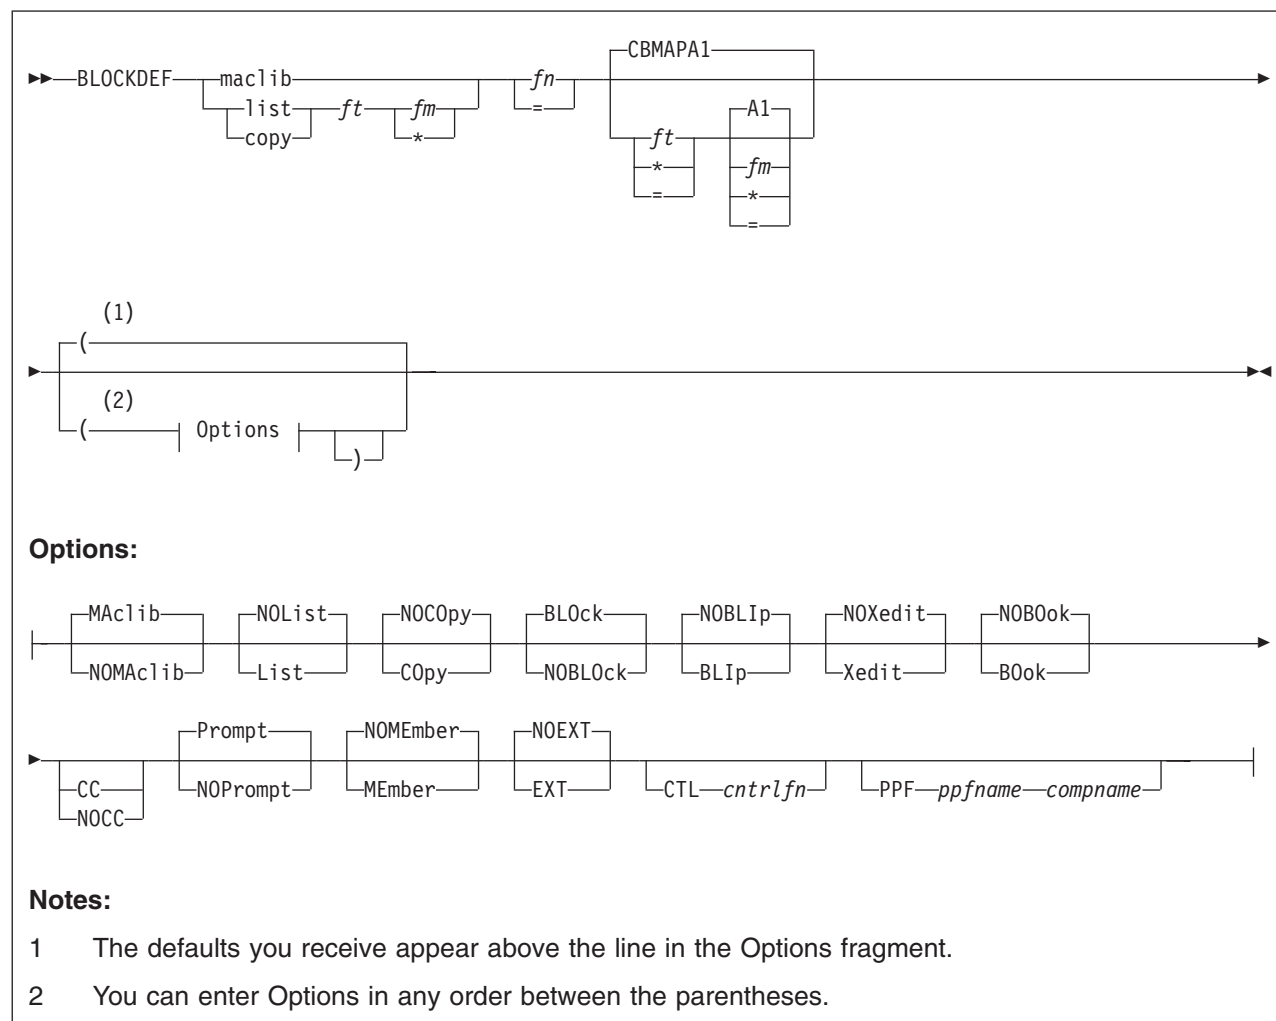 CBMAPA1
BLOCKDEF maclib fn
list ft fm = A1
copy * ft
* fm
= *
=
(1)
(
(2)
( Options
)
Options:
MAclib NOList NOCOpy BLOck NOBLIp NOXedit NOBOok
NOMAclib List COpy NOBLOck BLIp Xedit BOok
Prompt NOMEmber NOEXT
CC NOPrompt MEmber EXT CTL cntrlfn PPF ppfname compname
NOCC
Notes:
1 The defaults you receive appear above the line in the Options fragment.
2 You can enter Options in any order between the parentheses.